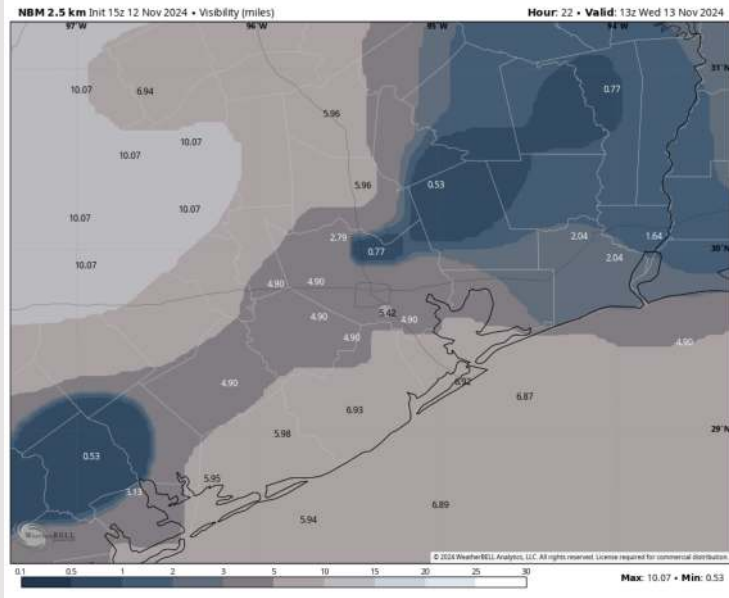 NBM 2.5 km Init 15z 12 Nov 2024 • Visibility (miles) Hour: 22 • Valid: 13z Wed 13 Nov 2024
97°W 96°W 95°W 94°W
31°N
10.07 6.94 0.77
5.96
10.07 10.07
5.96 0.53
10.07 10.07
2.79 2.04 1.64
30°N
0.77 2.04
10.07
4.90 4.90
4.90 5.42 4.90
4.90 4.90
4.90 6.92
6.87
6.93
5.98 29°N
0.53
5.95
3.13
6.89
5.94
WeatherBELL
© 2024 WeatherBELL Analytics, LLC. All rights reserved. License required for commercial distribution.
0.1 0.5 1 2 3 5 10 15 20 25 30
Max: 10.07 • Min: 0.53